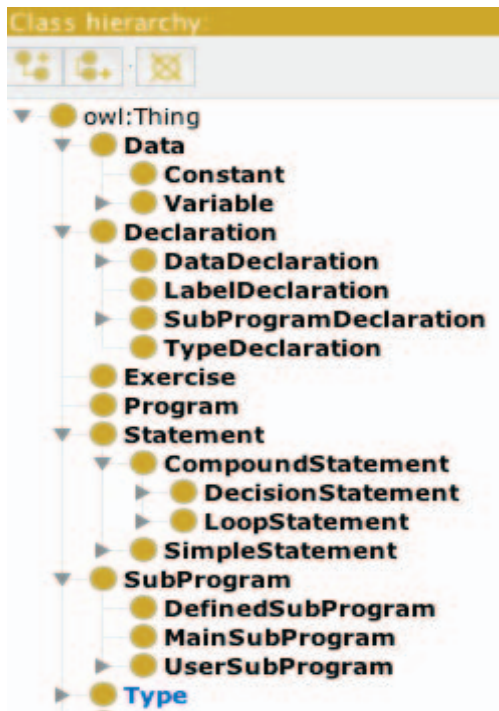 Class hierarchy:
owl:Thing
Data
Constant
Variable
Declaration
DataDeclaration
LabelDeclaration
SubProgramDeclaration
TypeDeclaration
Exercise
Program
Statement
CompoundStatement
DecisionStatement
LoopStatement
SimpleStatement
SubProgram
DefinedSubProgram
MainSubProgram
UserSubProgram
Type